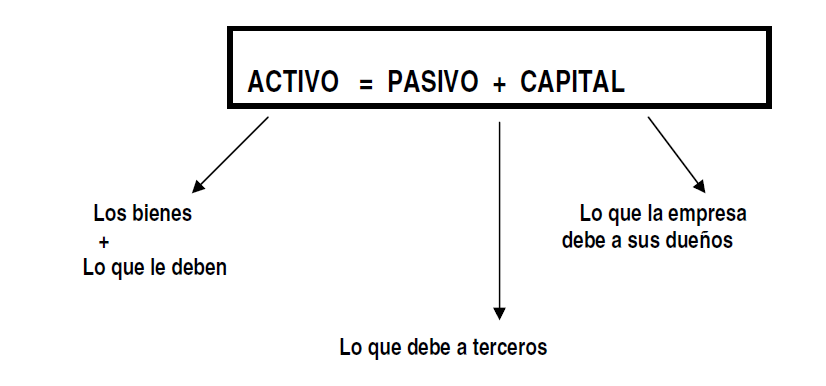 ACTIVO = PASIVO + CAPITAL
Los bienes
+
Lo que le deben
Lo que la empresa
debe a sus dueños
Lo que debe a terceros